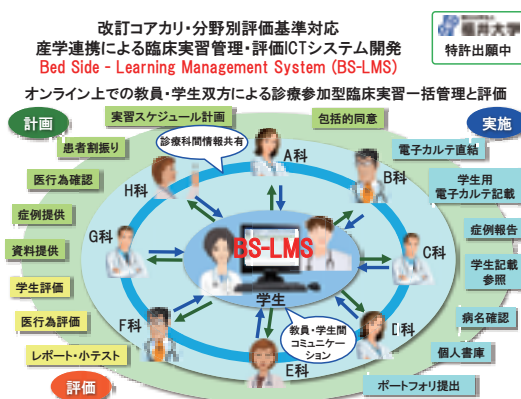 改訂コアカリ・分野別評価基準対応
産学連携による臨床実習管理・評価ICTシステム開発
Bed Side - Learning Management System (BS-LMS)
福井大学
特許出願中
オンライン上での教員・学生双方による診療参加型臨床実習一括管理と評価
計画
実習スケジュール計画
包括的同意
実施
患者割振り
診療科間情報共有
A科
電子カルテ直結
医行為確認
H科
B科
学生用
電子カルテ記載
症例提供
G科
BS-LMS
C科
症例報告
資料提供
学生記載
参照
学生評価
学生
病名確認
医行為評価
F科
教員・学生間
コミュニケー
ション
D科
個人書庫
レポート・小テスト
E科
ポートフォリ提出
評価